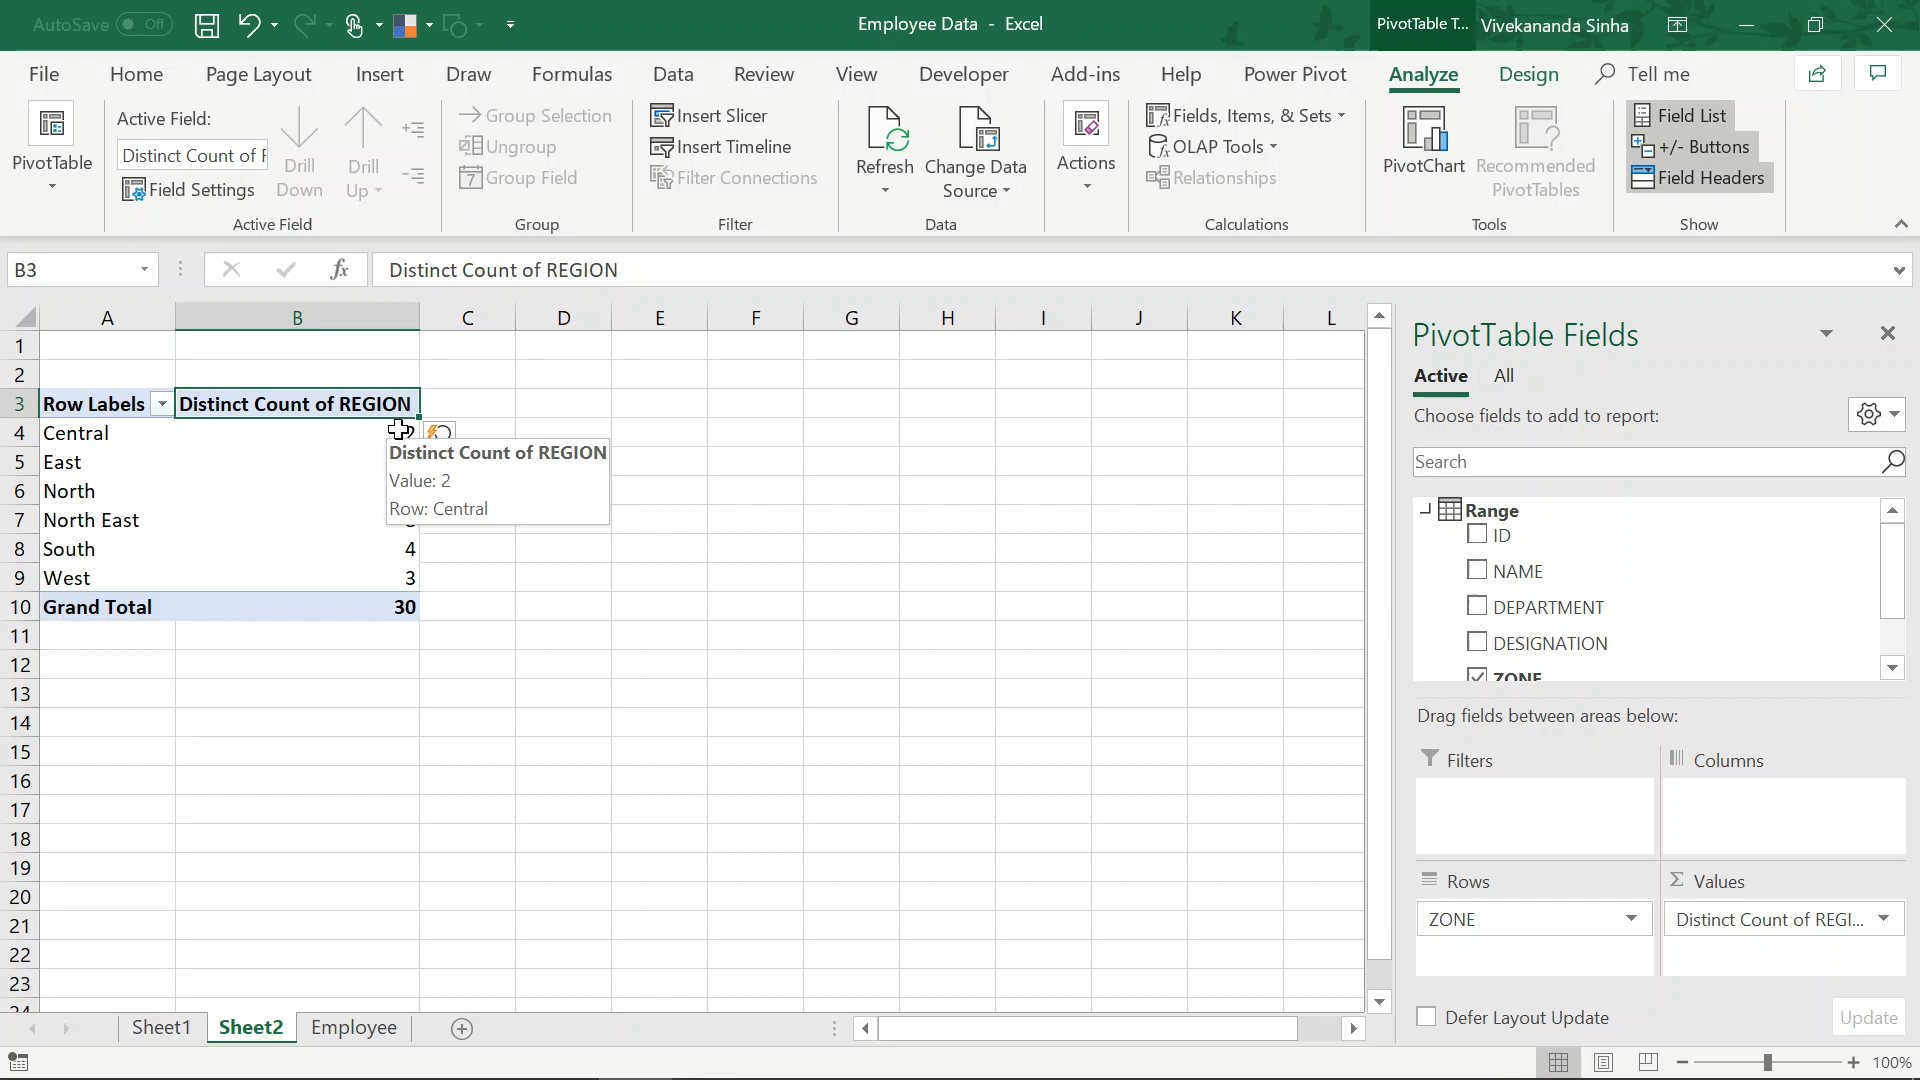 AutoSave Off
Employee Data - Excel
PivotTable T...
Vivekananda Sinha
File Home Page Layout Insert Draw Formulas Data Review View Developer Add-ins Help Power Pivot Analyze Design Tell me
PivotTable
Active Field:
Distinct Count of F
Field Settings
Drill Down
Drill Up
Active Field
Group Selection
Ungroup
Group Field
Group
Insert Slicer
Insert Timeline
Filter Connections
Filter
Refresh
Change Data Source
Data
Actions
Fields, Items, & Sets
OLAP Tools
Relationships
Calculations
PivotChart
Recommended PivotTables
Tools
Field List
+/- Buttons
Field Headers
Show
B3
fx
Distinct Count of REGION
A B C D E F G H I J K L
1
2
3 Row Labels Distinct Count of REGION
4 Central 2
5 East
6 North
7 North East
8 South 4
9 West 3
10 Grand Total 30
11
12
13
14
15
16
17
18
19
20
21
22
23
24
Distinct Count of REGION
Value: 2
Row: Central
PivotTable Fields
Active All
Choose fields to add to report:
Search
Range
ID
NAME
DEPARTMENT
DESIGNATION
ZONE
Drag fields between areas below:
Filters
Columns
Rows
Σ Values
ZONE
Distinct Count of REGI...
Defer Layout Update
Update
Sheet1 Sheet2 Employee
100%